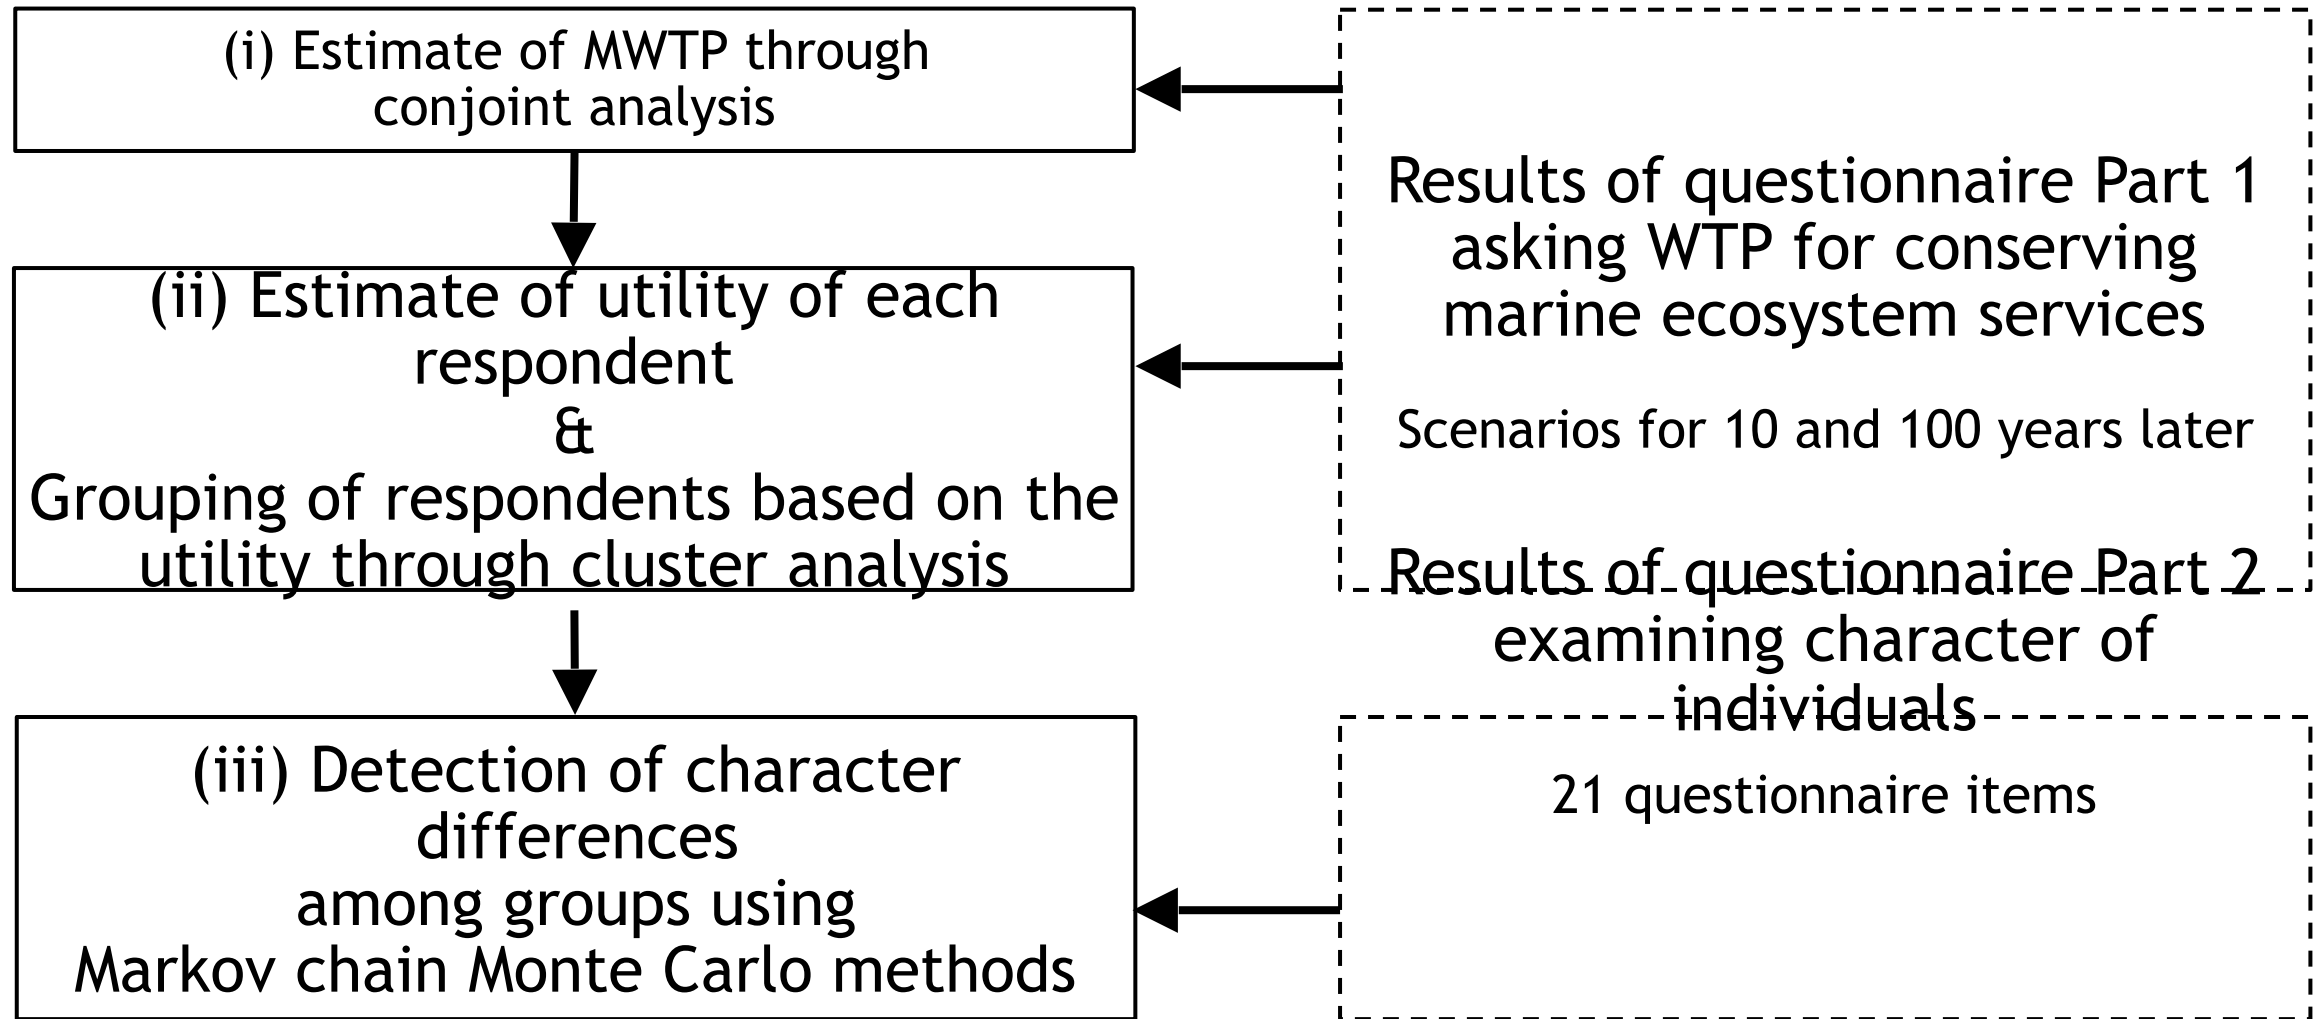 (i) Estimate of MWTP through
conjoint analysis
(ii) Estimate of utility of each
respondent
&
Grouping of respondents based on the
utility through cluster analysis
(iii) Detection of character
differences
among groups using
Markov chain Monte Carlo methods
Results of questionnaire Part 1
asking WTP for conserving
marine ecosystem services
Scenarios for 10 and 100 years later
Results of questionnaire Part 2
examining character of
individuals
21 questionnaire items